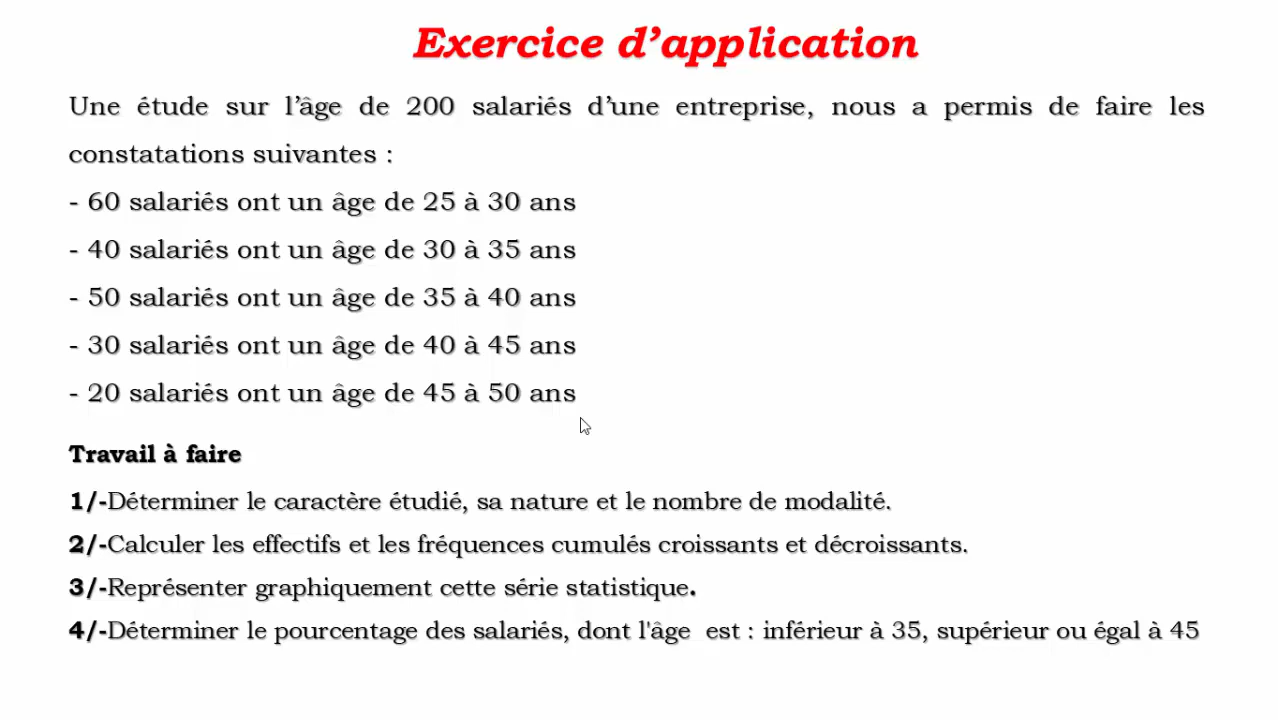 Exercice d’application
Une étude sur l’âge de 200 salariés d’une entreprise, nous a permis de faire les
constatations suivantes :
- 60 salariés ont un âge de 25 à 30 ans
- 40 salariés ont un âge de 30 à 35 ans
- 50 salariés ont un âge de 35 à 40 ans
- 30 salariés ont un âge de 40 à 45 ans
- 20 salariés ont un âge de 45 à 50 ans
Travail à faire
1/-Déterminer le caractère étudié, sa nature et le nombre de modalité.
2/-Calculer les effectifs et les fréquences cumulés croissants et décroissants.
3/-Représenter graphiquement cette série statistique.
4/-Déterminer le pourcentage des salariés, dont l'âge  est : inférieur à 35, supérieur ou égal à 45